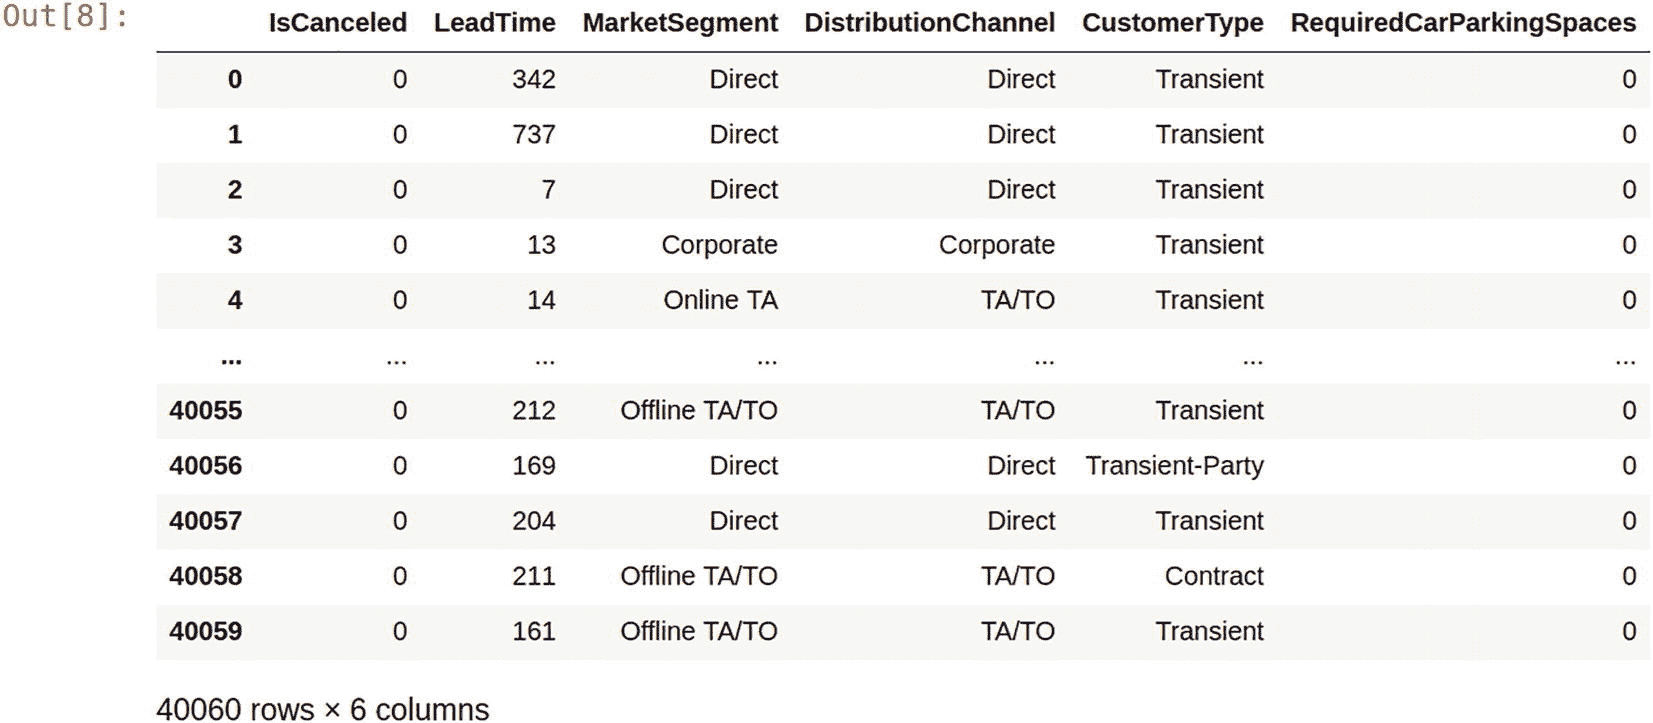 Out[8]:
IsCanceled LeadTime MarketSegment DistributionChannel CustomerType RequiredCarParkingSpaces
0 0 342 Direct Direct Transient 0
1 0 737 Direct Direct Transient 0
2 0 7 Direct Direct Transient 0
3 0 13 Corporate Corporate Transient 0
4 0 14 Online TA TA/TO Transient 0
... ... ... ... ... ... ...
40055 0 212 Offline TA/TO TA/TO Transient 0
40056 0 169 Direct Direct Transient-Party 0
40057 0 204 Direct Direct Transient 0
40058 0 211 Offline TA/TO TA/TO Contract 0
40059 0 161 Offline TA/TO TA/TO Transient 0
40060 rows × 6 columns